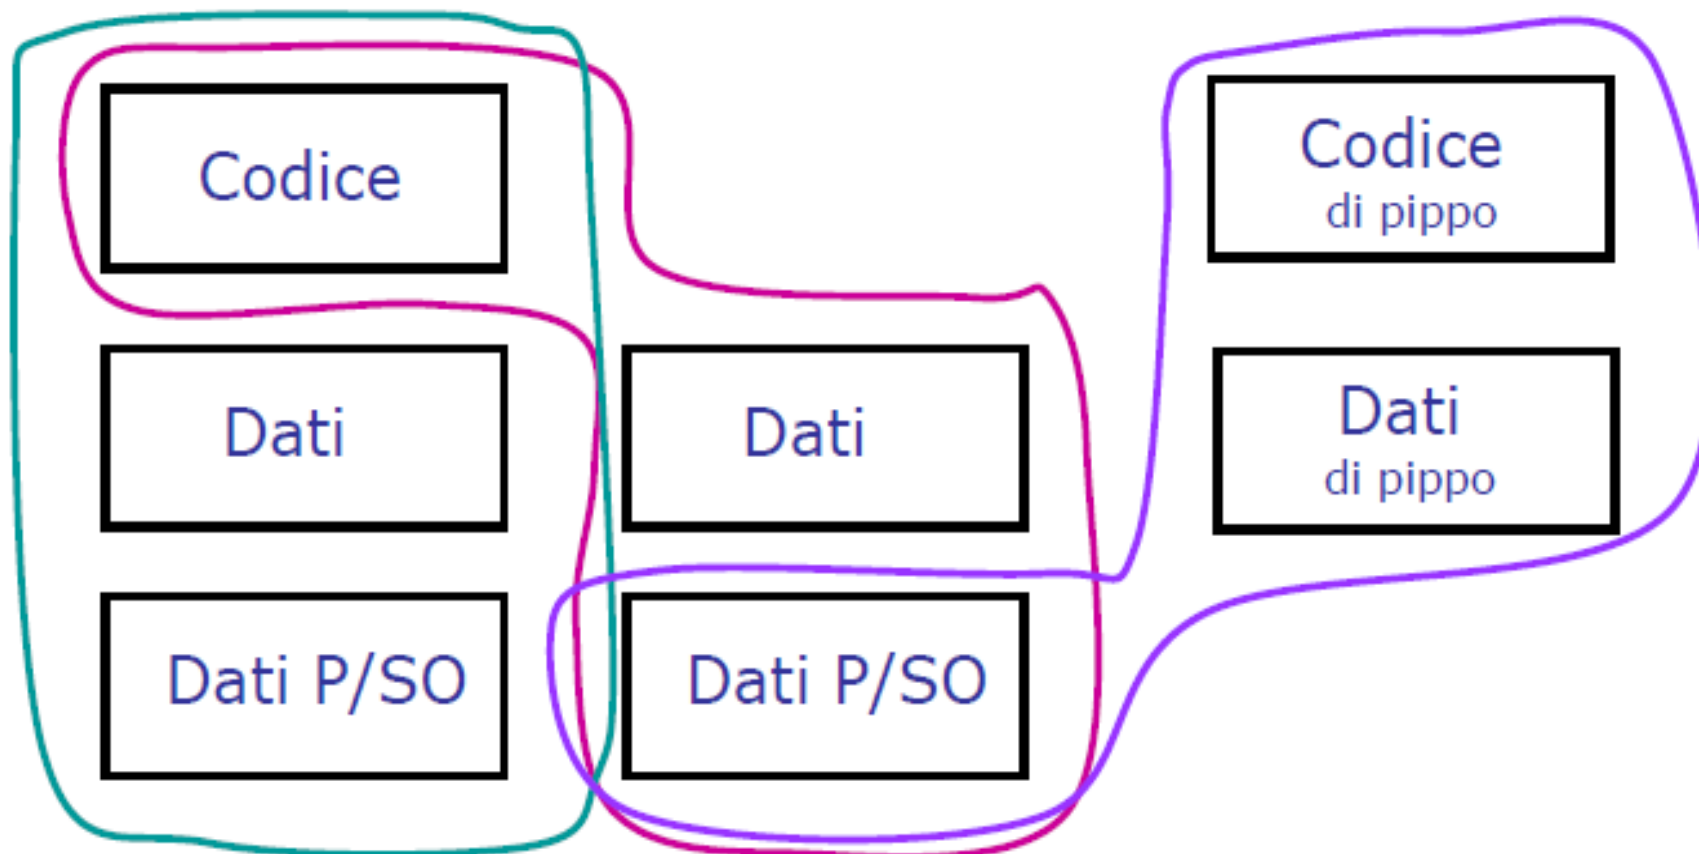 Codice
Codice
di pippo
Dati
Dati
Dati
di pippo
Dati P/SO
Dati P/SO